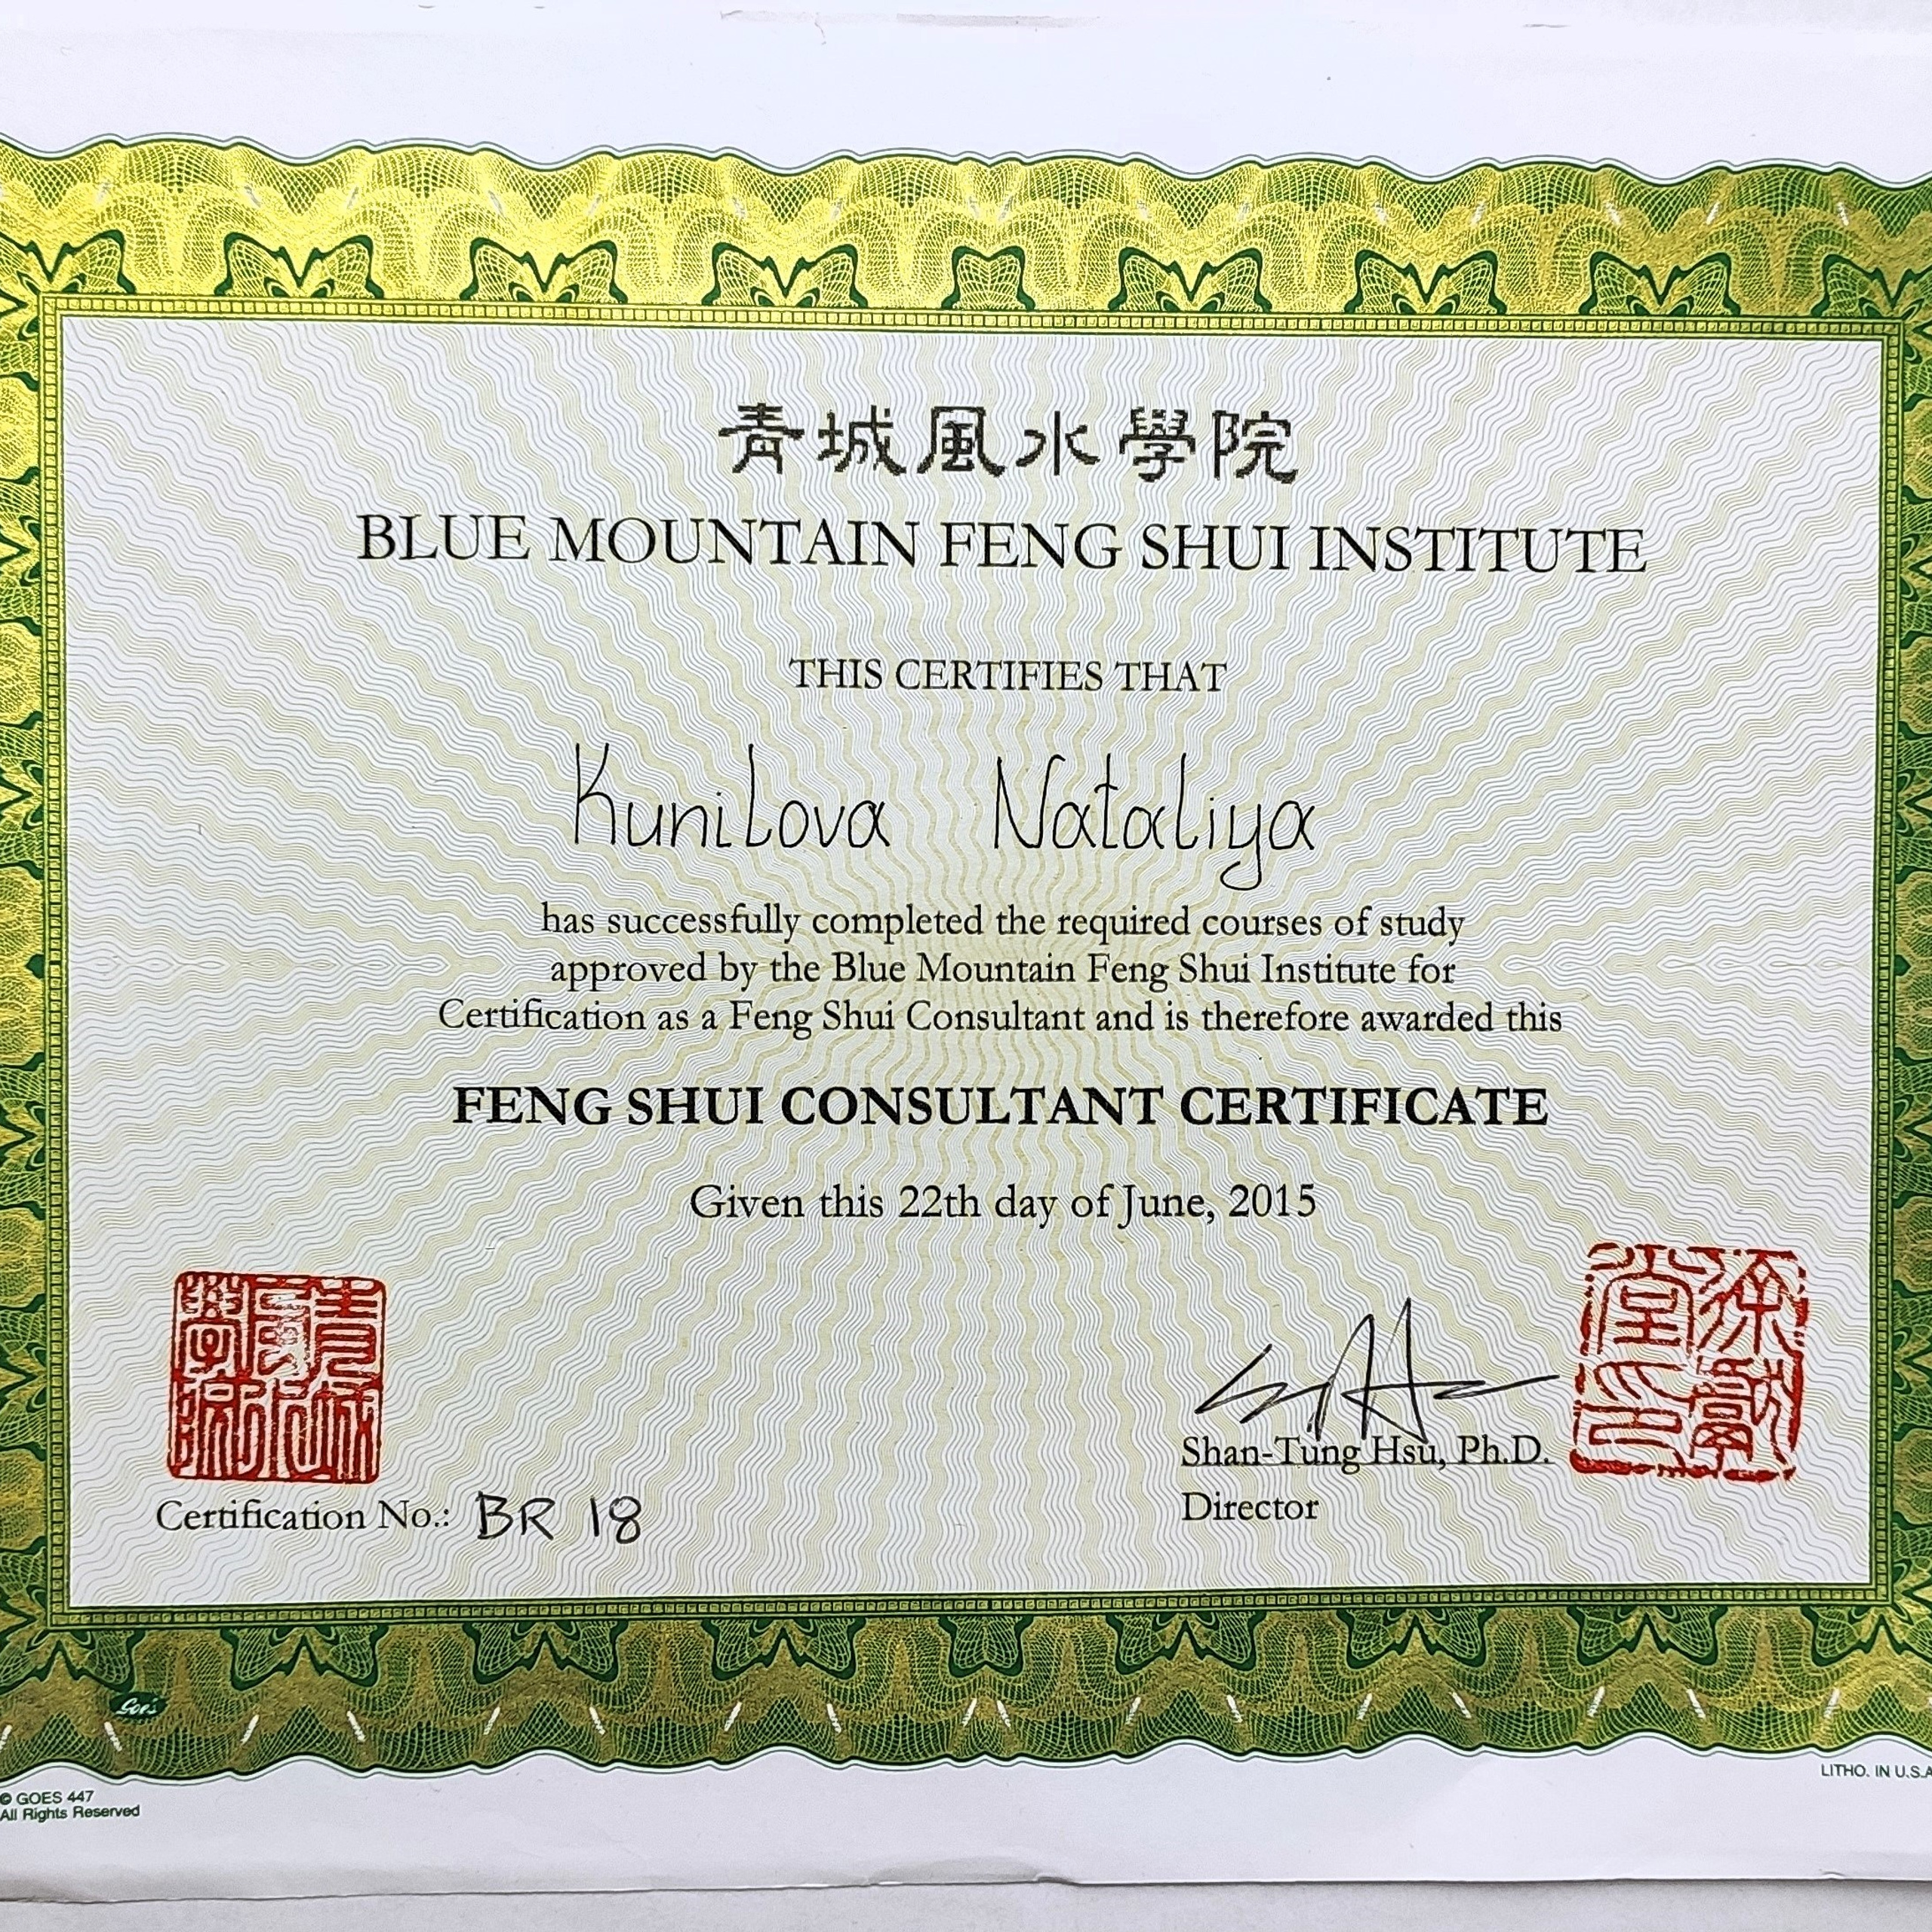 青城風水學院
BLUE MOUNTAIN FENG SHUI INSTITUTE
THIS CERTIFIES THAT
Kunilova Nataliya
has successfully completed the required courses of study
approved by the Blue Mountain Feng Shui Institute for
Certification as a Feng Shui Consultant and is therefore awarded this
FENG SHUI CONSULTANT CERTIFICATE
Given this 22th day of June, 2015
Shan-Tung Hsu, Ph.D.
Director
Certification No.: BR 18
Goes
© GOES 447
All Rights Reserved
LITHO. IN U.S.A